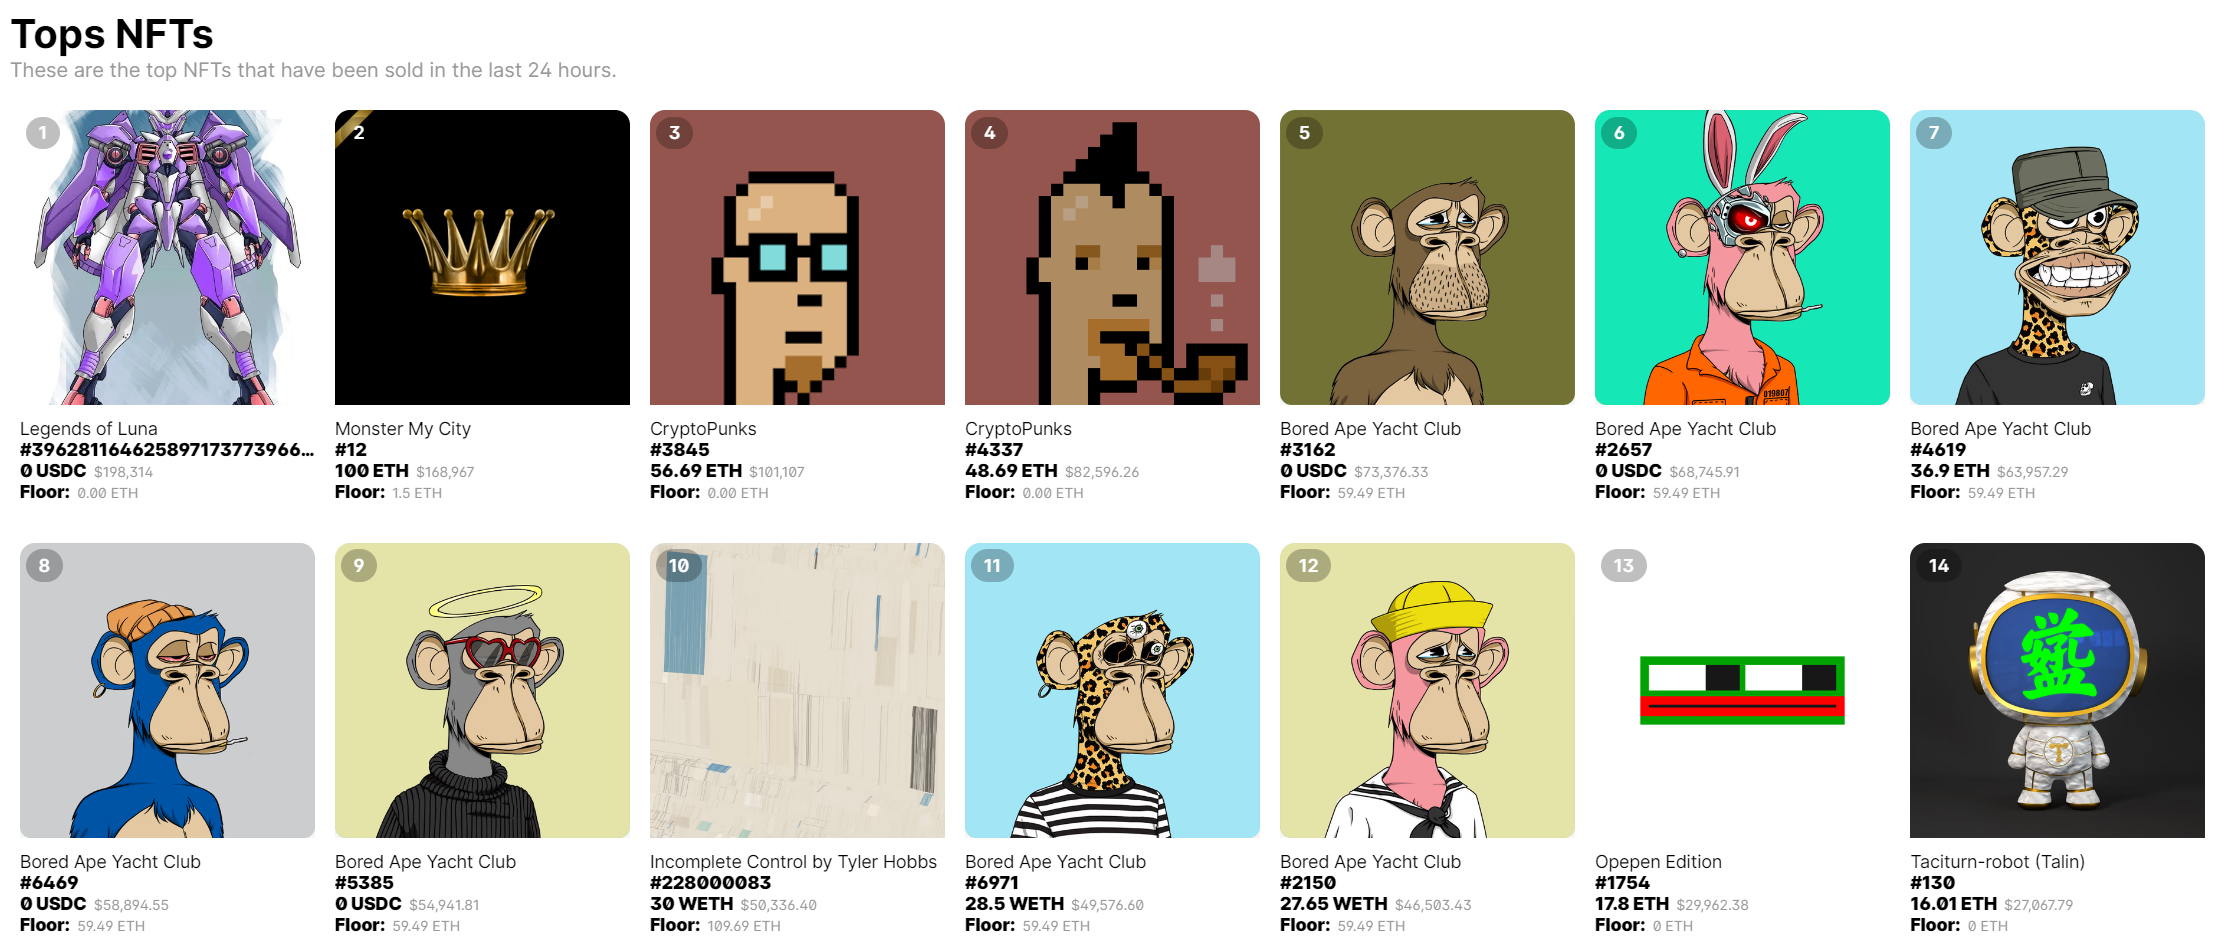 Tops NFTs
These are the top NFTs that have been sold in the last 24 hours.
1
2
3
4
5
6
7
019807
Legends of Luna
#3962811646258971737739​66...
0 USDC $198,314
Floor: 0.00 ETH
Monster My City
#12
100 ETH $168,967
Floor: 1.5 ETH
CryptoPunks
#3845
56.69 ETH $101,107
Floor: 0.00 ETH
CryptoPunks
#4337
48.69 ETH $82,596.26
Floor: 0.00 ETH
Bored Ape Yacht Club
#3162
0 USDC $73,376.33
Floor: 59.49 ETH
Bored Ape Yacht Club
#2657
0 USDC $68,745.91
Floor: 59.49 ETH
Bored Ape Yacht Club
#4619
36.9 ETH $63,957.29
Floor: 59.49 ETH
8
9
10
11
12
13
14
T
Bored Ape Yacht Club
#6469
0 USDC $58,894.55
Floor: 59.49 ETH
Bored Ape Yacht Club
#5385
0 USDC $54,941.81
Floor: 59.49 ETH
Incomplete Control by Tyler Hobbs
#228000083
30 WETH $50,336.40
Floor: 109.69 ETH
Bored Ape Yacht Club
#6971
28.5 WETH $49,576.60
Floor: 59.49 ETH
Bored Ape Yacht Club
#2150
27.65 WETH $46,503.43
Floor: 59.49 ETH
Opepen Edition
#1754
17.8 ETH $29,962.38
Floor: 0 ETH
Taciturn-robot (Talin)
#130
16.01 ETH $27,067.79
Floor: 0 ETH